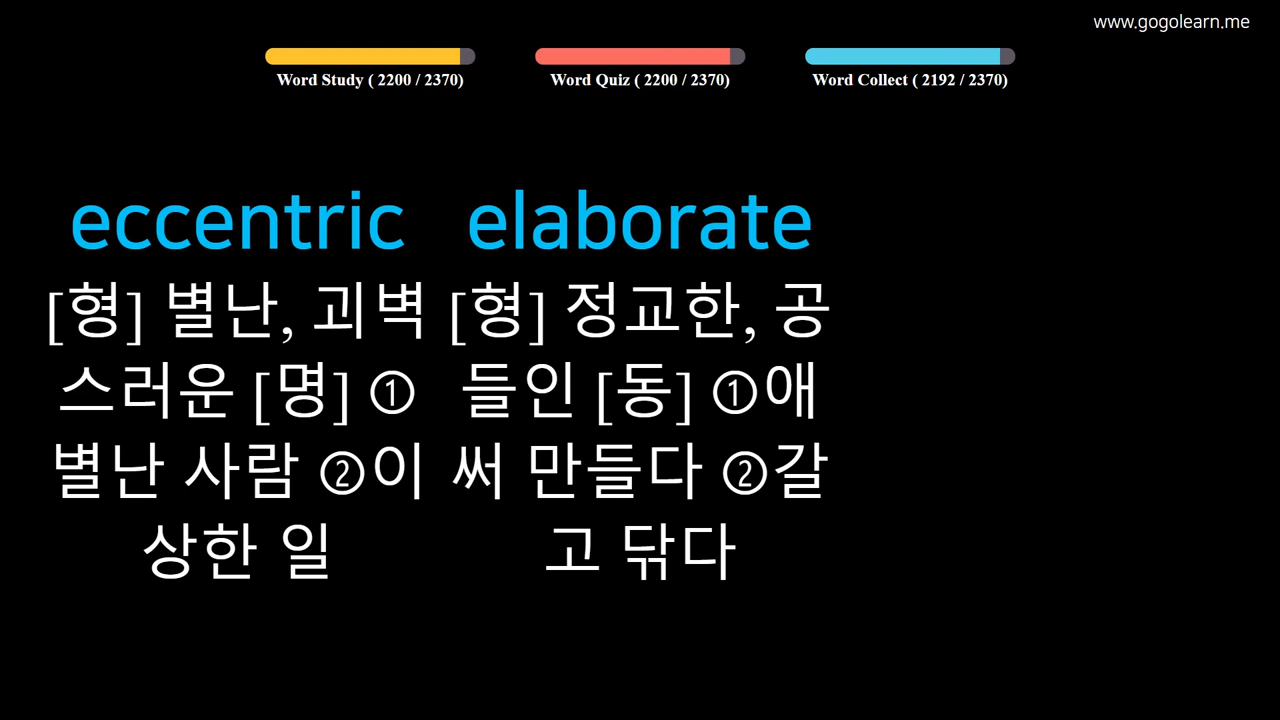 www.gogolearn.me
Word Study ( 2200 / 2370)
Word Quiz ( 2200 / 2370)
Word Collect ( 2192 / 2370)
eccentric
[형] 별난, 괴벽
스러운 [명] ①
별난 사람 ②이
상한 일
elaborate
[형] 정교한, 공
들인 [동] ①애
써 만들다 ②갈
고 닦다